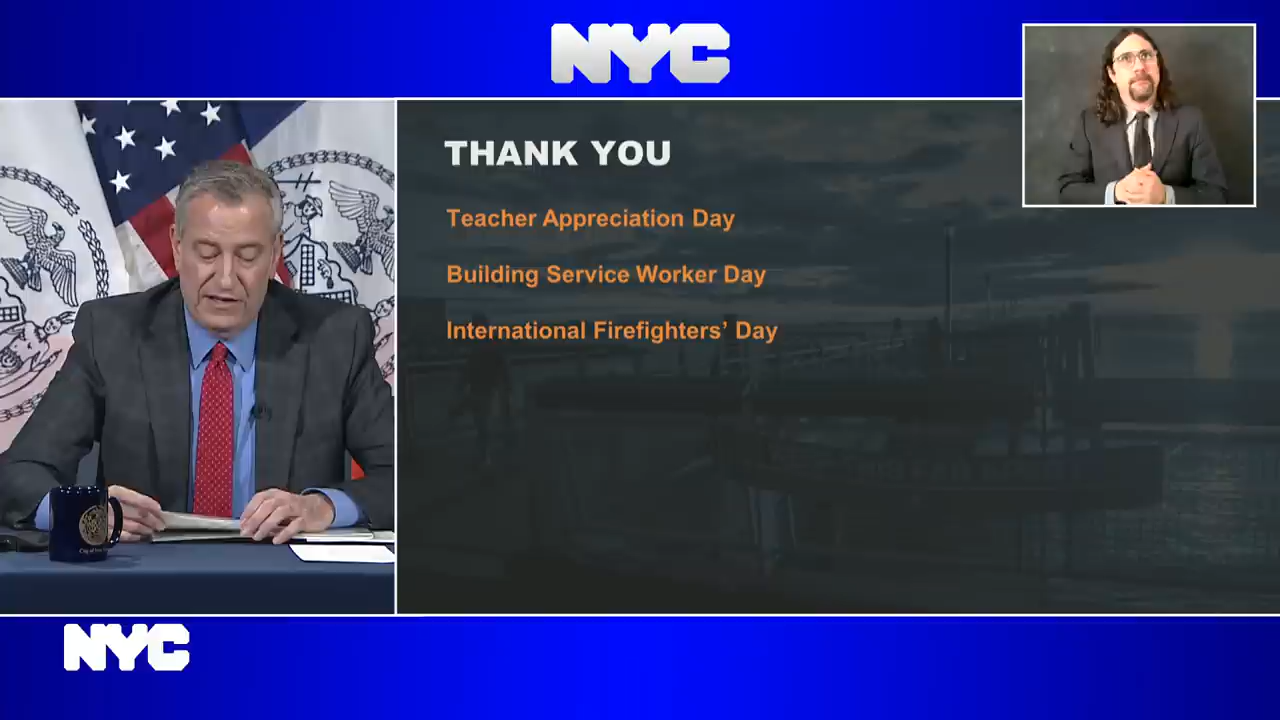 NYC
THANK YOU
Teacher Appreciation Day
Building Service Worker Day
International Firefighters' Day
NYC